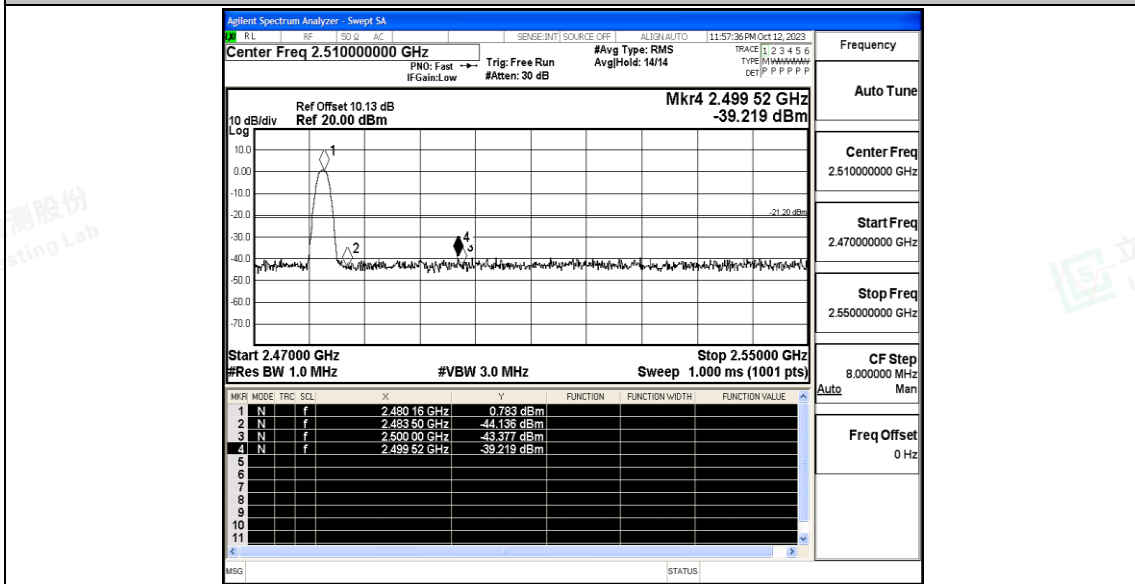 Agilent Spectrum Analyzer - Swept SA
RL RF 50 Ω AC SENSE:INT SOURCE OFF ALIGN AUTO 11:57:36 PM Oct 12, 2023
Center Freq 2.510000000 GHz
PNO: Fast
IFGain:Low
Trig: Free Run
#Atten: 30 dB
#Avg Type: RMS
Avg|Hold: 14/14
TRACE 1 2 3 4 5 6
TYPE M WWWWW
DET P P P P P P
Frequency
Auto Tune
Center Freq
2.510000000 GHz
Start Freq
2.470000000 GHz
Stop Freq
2.550000000 GHz
CF Step
8.000000 MHz
Auto Man
Freq Offset
0 Hz
Mkr4 2.499 52 GHz
-39.219 dBm
Ref Offset 10.13 dB
10 dB/div Ref 20.00 dBm
Log
10.0
0.00
-10.0
-20.0
-30.0
-40.0
-50.0
-60.0
-70.0
1
2
4
3
-21.20 dBm
Start 2.47000 GHz Stop 2.55000 GHz
#Res BW 1.0 MHz #VBW 3.0 MHz Sweep 1.000 ms (1001 pts)
MKR MODE TRC SCL X Y FUNCTION FUNCTION WIDTH FUNCTION VALUE
1 N f 2.480 16 GHz 0.783 dBm
2 N f 2.483 50 GHz -44.136 dBm
3 N f 2.500 00 GHz -43.377 dBm
4 N f 2.499 52 GHz -39.219 dBm
5
6
7
8
9
10
11
MSG STATUS
测股份
sting Lab
立